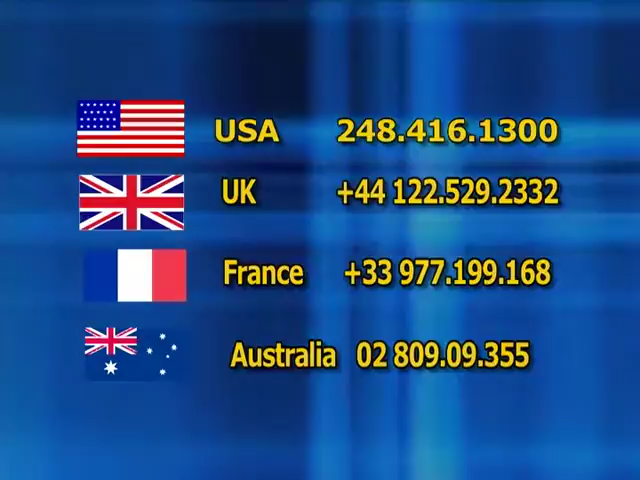 USA 248.416.1300
UK +44 122.529.2332
France +33 977.199.168
Australia 02 809.09.355